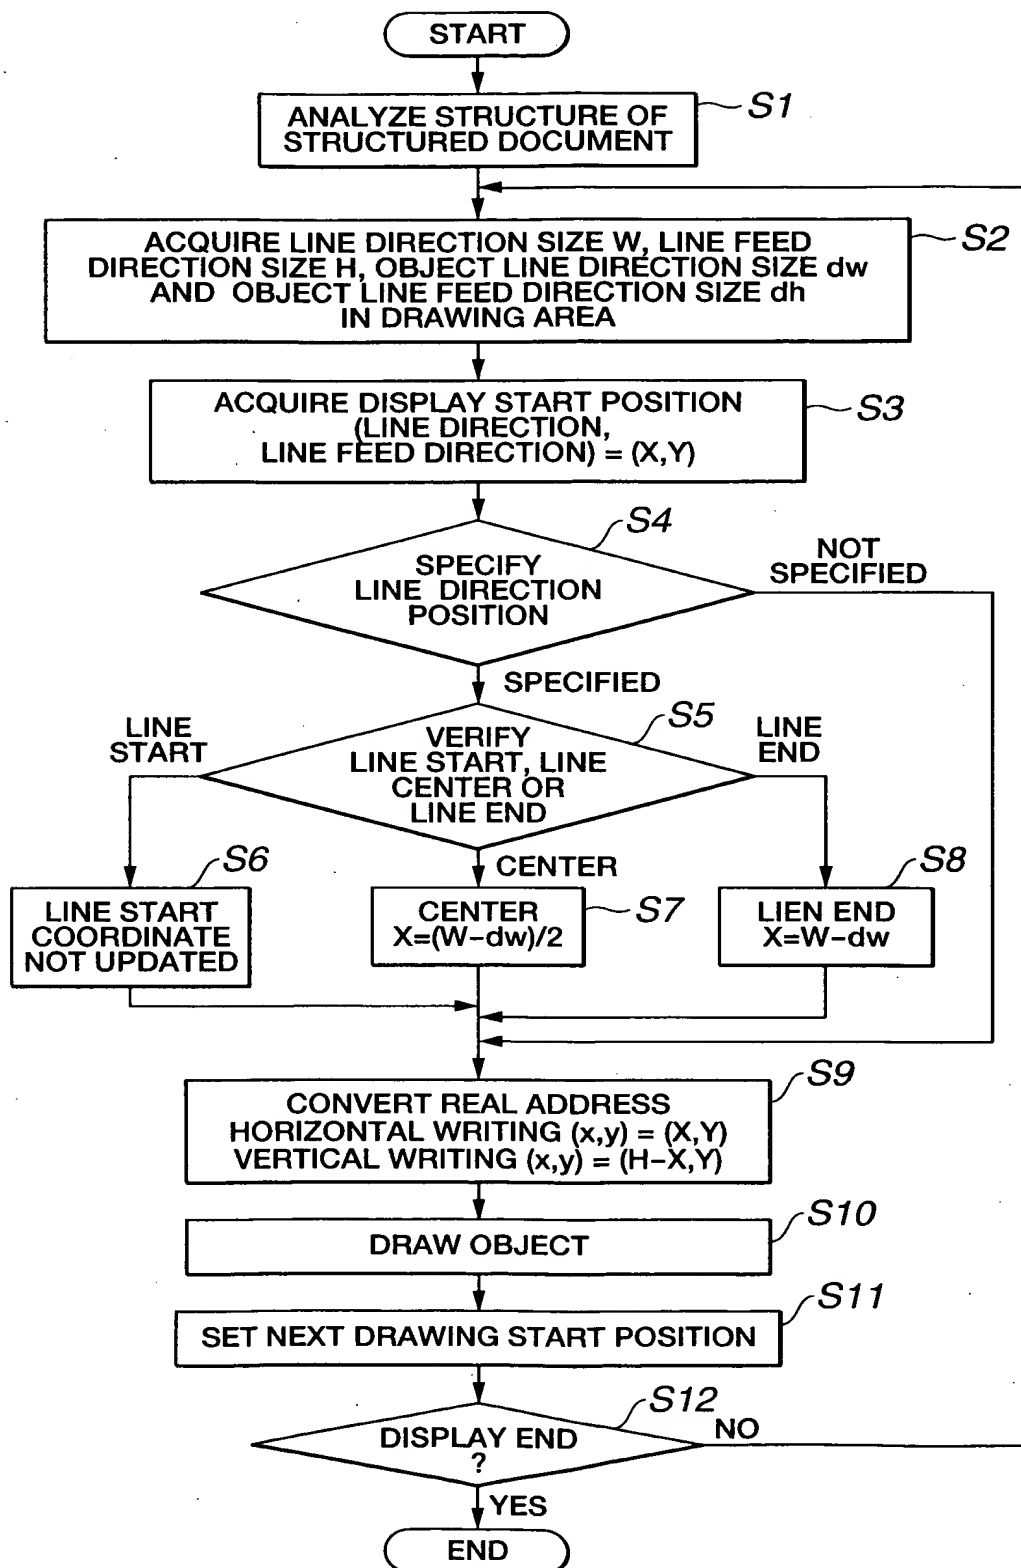 START
ANALYZE STRUCTURE OF
STRUCTURED DOCUMENT
S1
ACQUIRE LINE DIRECTION SIZE W, LINE FEED
DIRECTION SIZE H, OBJECT LINE DIRECTION SIZE dw
AND OBJECT LINE FEED DIRECTION SIZE dh
IN DRAWING AREA
S2
ACQUIRE DISPLAY START POSITION
(LINE DIRECTION,
LINE FEED DIRECTION) = (X,Y)
S3
SPECIFY
LINE DIRECTION
POSITION
S4
NOT
SPECIFIED
SPECIFIED
VERIFY
LINE START, LINE
CENTER OR
LINE END
S5
LINE
START
LINE
END
CENTER
LINE START
COORDINATE
NOT UPDATED
S6
CENTER
X=(W-dw)/2
S7
LIEN END
X=W-dw
S8
CONVERT REAL ADDRESS
HORIZONTAL WRITING (x,y) = (X,Y)
VERTICAL WRITING (x,y) = (H-X,Y)
S9
DRAW OBJECT
S10
SET NEXT DRAWING START POSITION
S11
DISPLAY END
?
S12
NO
YES
END